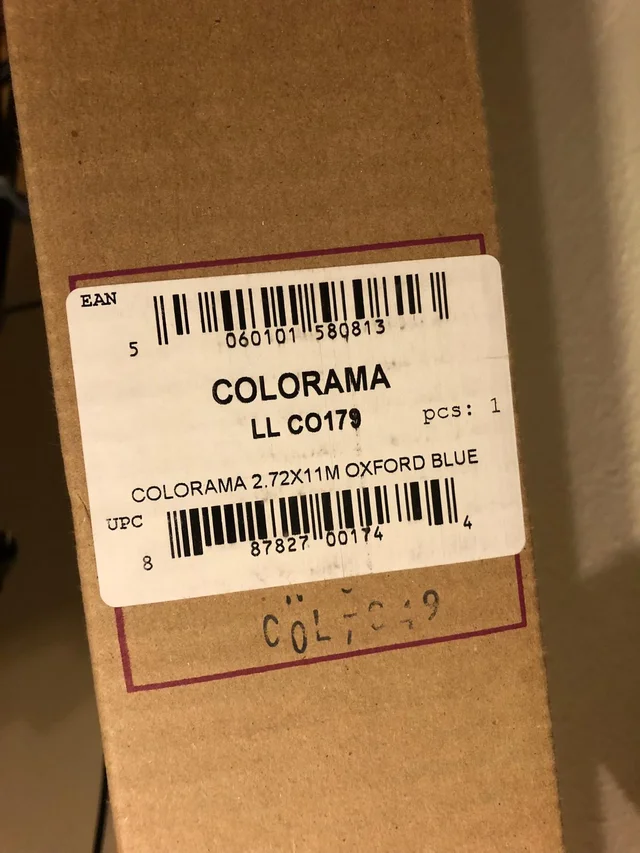 EAN
5 060101 580813
COLORAMA
LL CO179
pcs: 1
COLORAMA 2.72X11M OXFORD BLUE
UPC
8 87827 00174 4